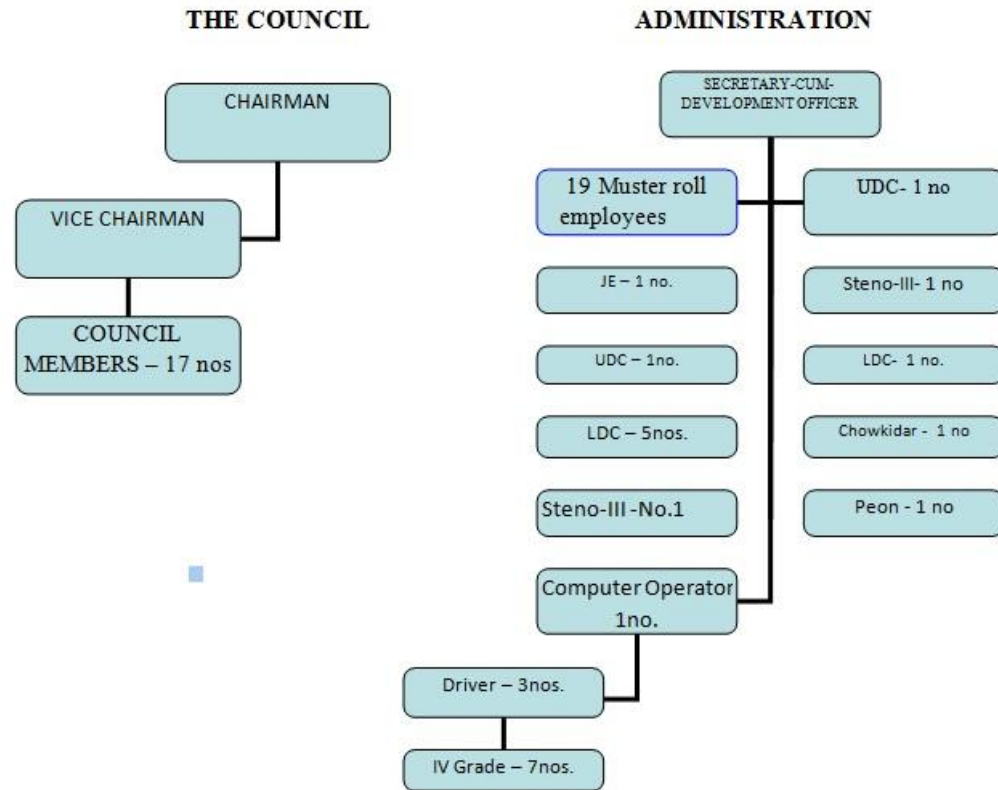 THE COUNCIL
CHAIRMAN
VICE CHAIRMAN
COUNCIL
MEMBERS – 17 nos
ADMINISTRATION
SECRETARY-CUM-
DEVELOPMENT OFFICER
19 Muster roll
employees
UDC- 1 no
JE – 1 no.
Steno-III- 1 no
UDC – 1no.
LDC- 1 no.
LDC – 5nos.
Chowkidar - 1 no
Steno-III -No.1
Peon - 1 no
Computer Operator
1no.
Driver – 3nos.
IV Grade – 7nos.